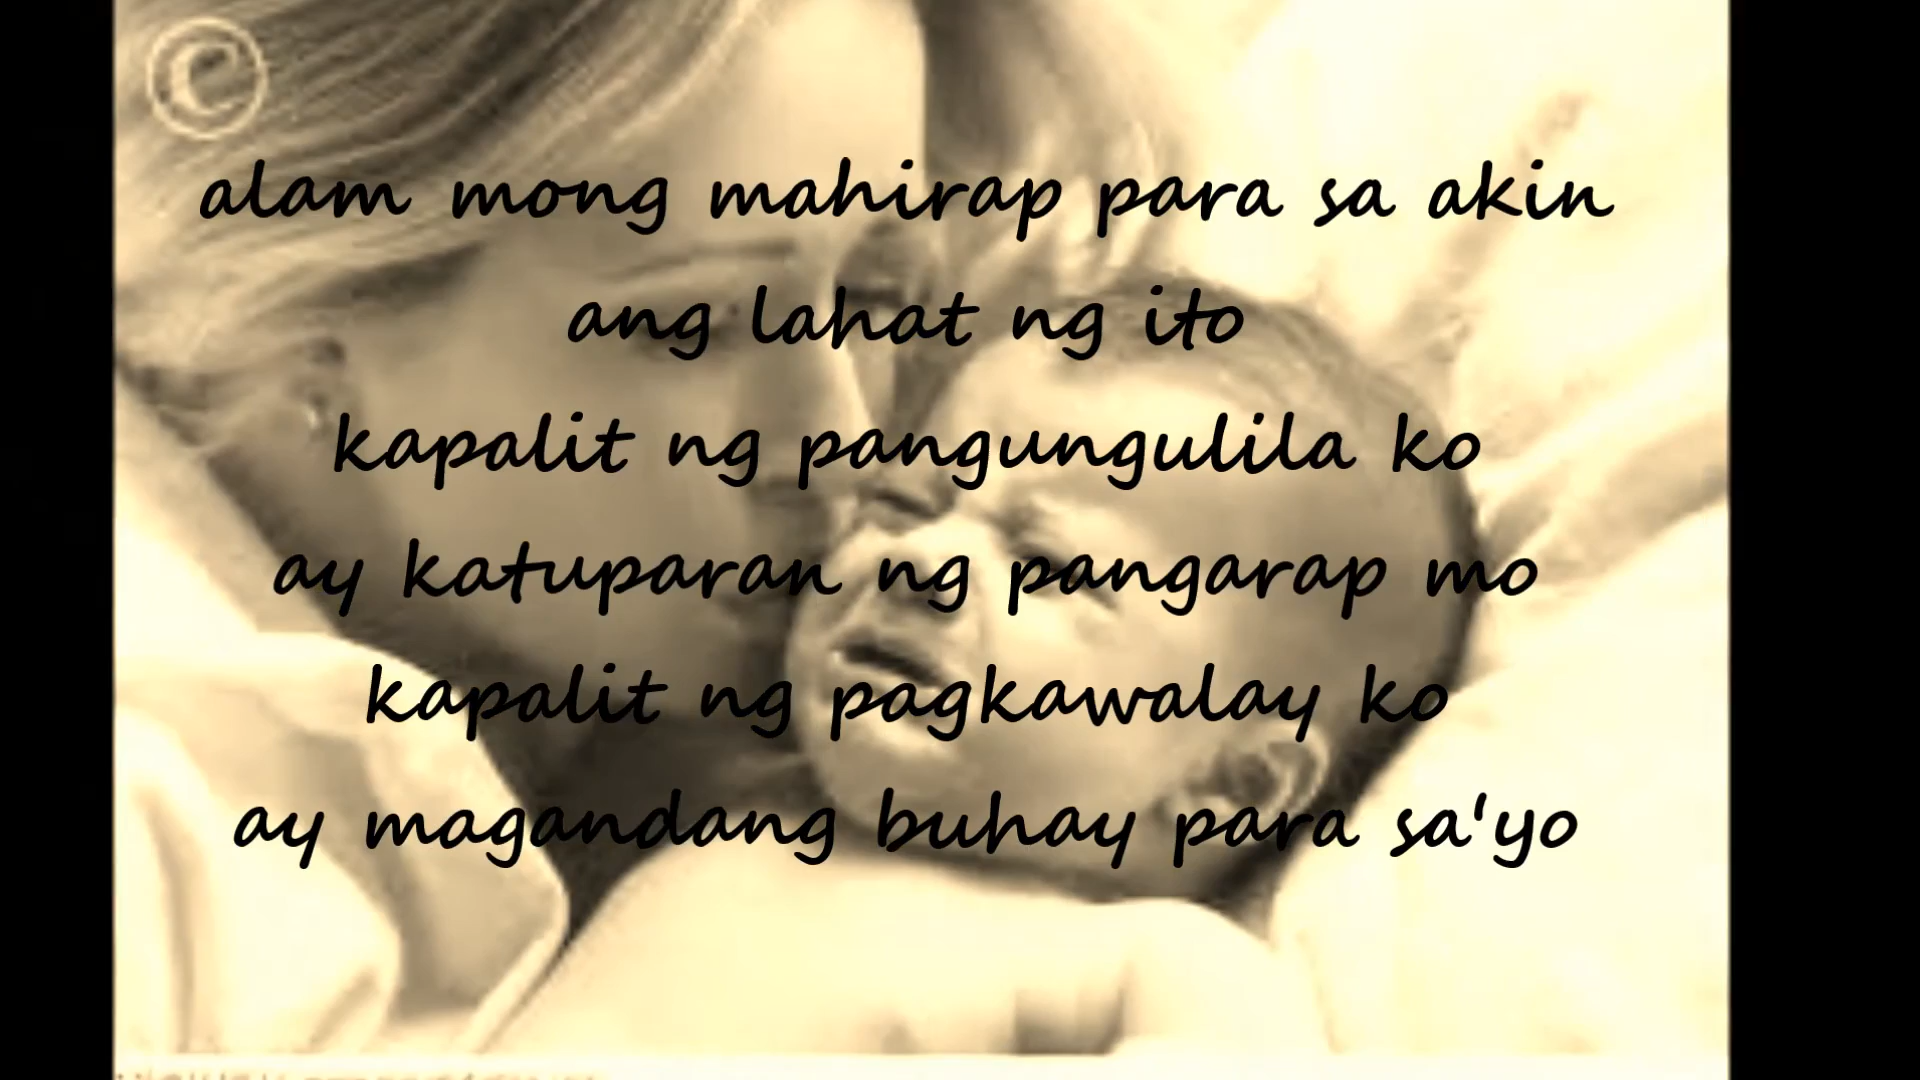 ©
alam mong mahirap para sa akin
ang lahat ng ito
kapalit ng pangungulila ko
ay katuparan ng pangarap mo
kapalit ng pagkawalay ko
ay magandang buhay para sa'yo